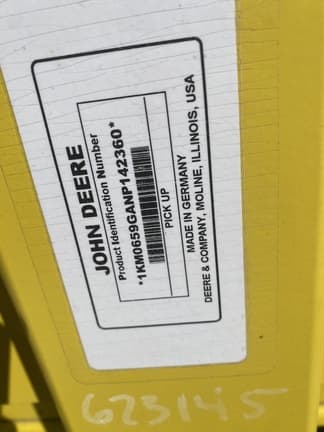 JOHN DEERE
Product Identification Number
*1KM0659GANP142360*
PICK UP
MADE IN GERMANY
DEERE & COMPANY, MOLINE, ILLINOIS, USA
623145